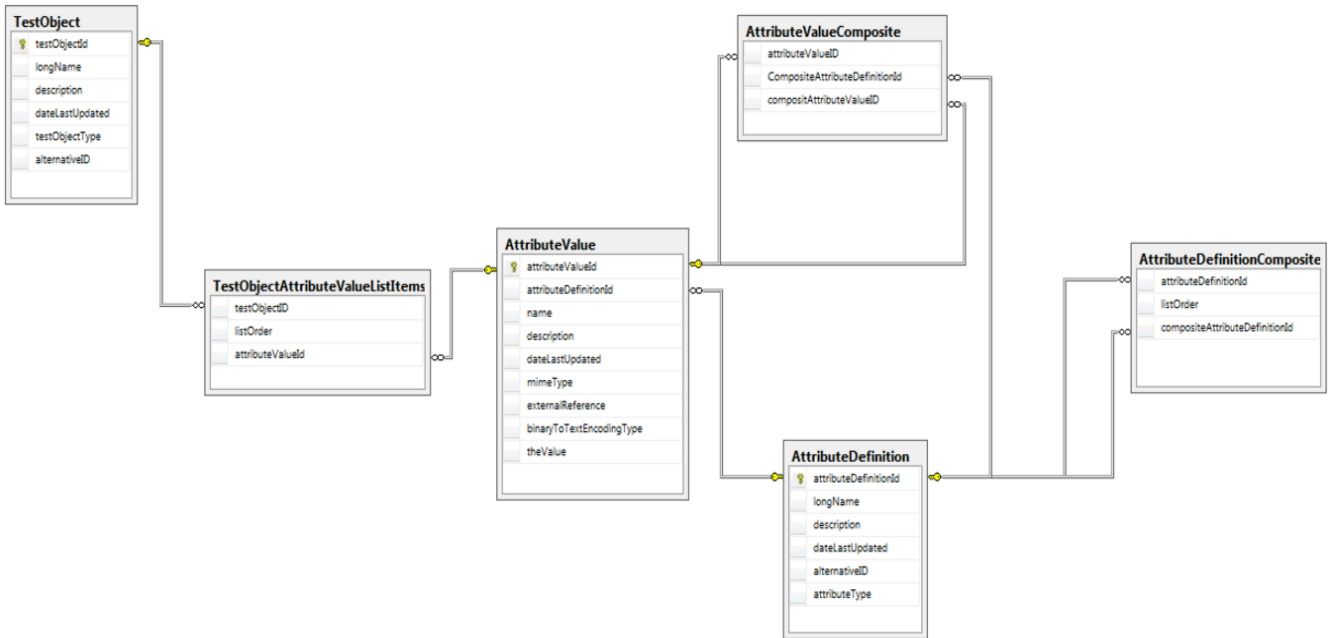 TestObject
testObjectId
longName
description
dateLastUpdated
testObjectType
alternativeID
AttributeValueComposite
attributeValueID
CompositeAttributeDefinitionId
compositAttributeValueID
TestObjectAttributeValueListItems
testObjectID
listOrder
attributeValueId
AttributeValue
attributeValueId
attributeDefinitionId
name
description
dateLastUpdated
mimeType
externalReference
binaryToTextEncodingType
theValue
AttributeDefinitionComposite
attributeDefinitionId
listOrder
compositeAttributeDefinitionId
AttributeDefinition
attributeDefinitionId
longName
description
dateLastUpdated
alternativeID
attributeType